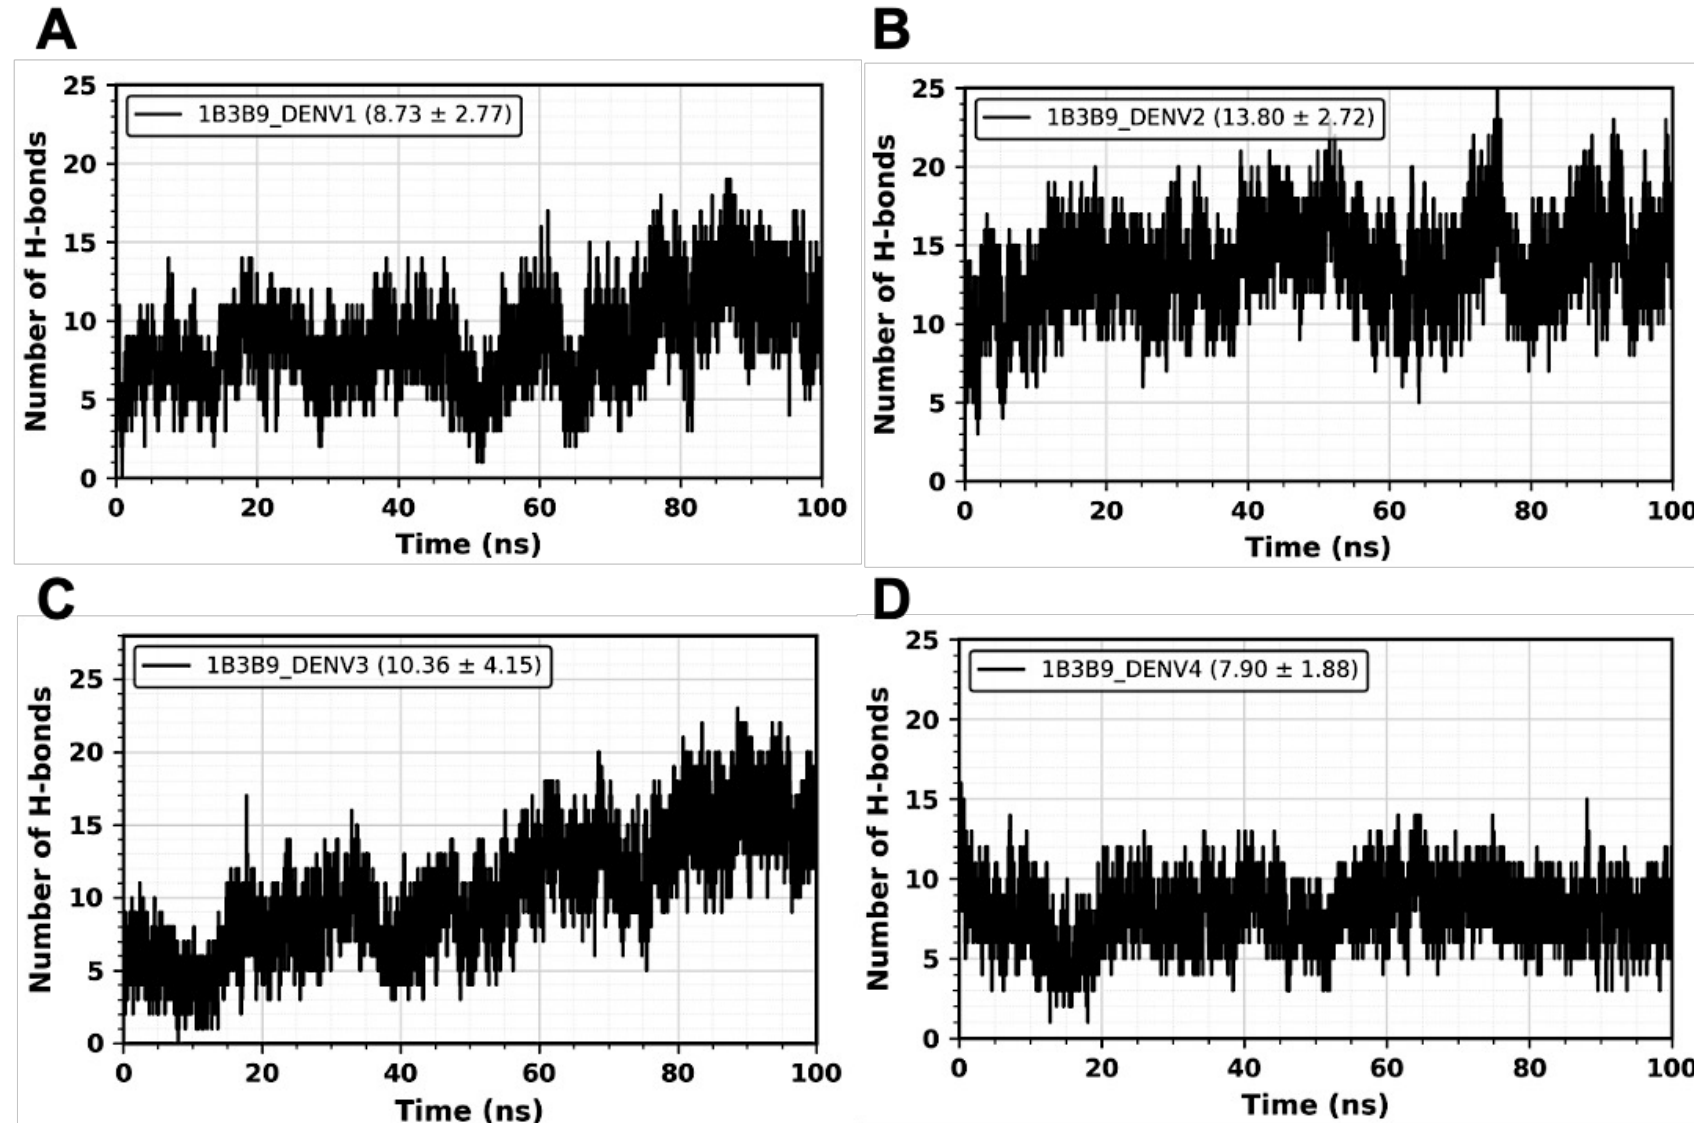 A
25
20
15
10
5
0
Number of H-bonds
1B3B9_DENV1 (8.73 ± 2.77)
0 20 40 60 80 100
Time (ns)
B
25
20
15
10
5
0
Number of H-bonds
1B3B9_DENV2 (13.80 ± 2.72)
0 20 40 60 80 100
Time (ns)
C
25
20
15
10
5
0
Number of H-bonds
1B3B9_DENV3 (10.36 ± 4.15)
0 20 40 60 80 100
Time (ns)
D
25
20
15
10
5
0
Number of H-bonds
1B3B9_DENV4 (7.90 ± 1.88)
0 20 40 60 80 100
Time (ns)